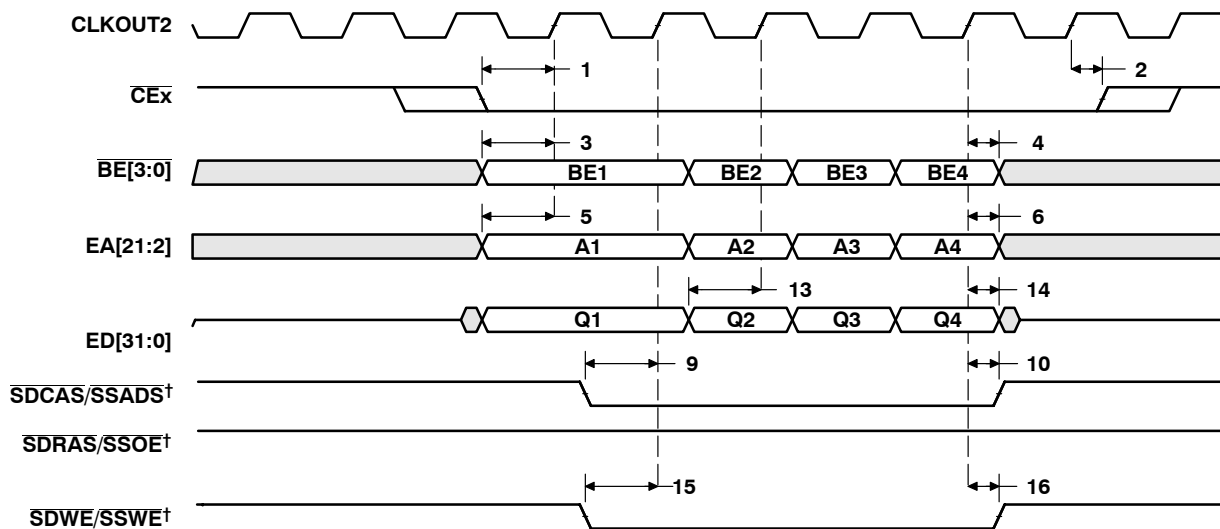 CLKOUT2
1 2
CEx
3 4
BE[3:0] BE1 BE2 BE3 BE4
5 6
EA[21:2] A1 A2 A3 A4
13 14
ED[31:0] Q1 Q2 Q3 Q4
9 10
SDCAS/SSADS†
SDRAS/SSOE†
15 16
SDWE/SSWE†